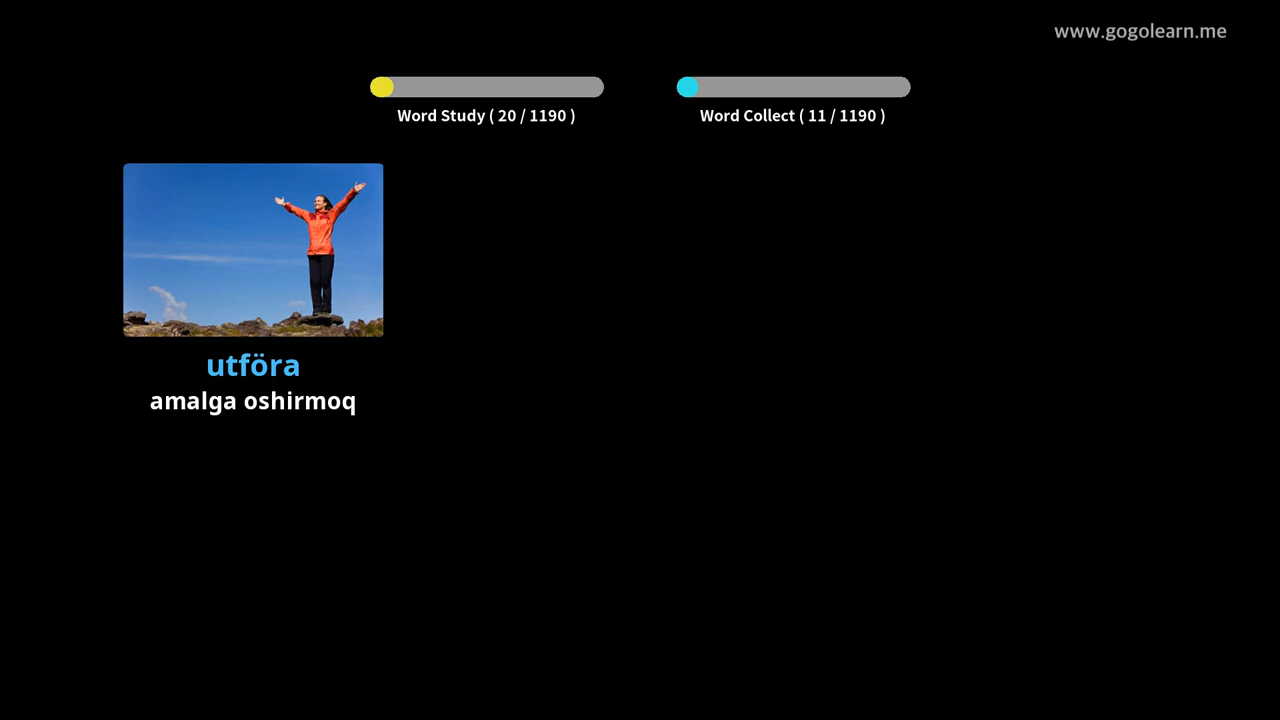 www.gogolearn.me
Word Study ( 20 / 1190 )
Word Collect ( 11 / 1190 )
utföra
amalga oshirmoq